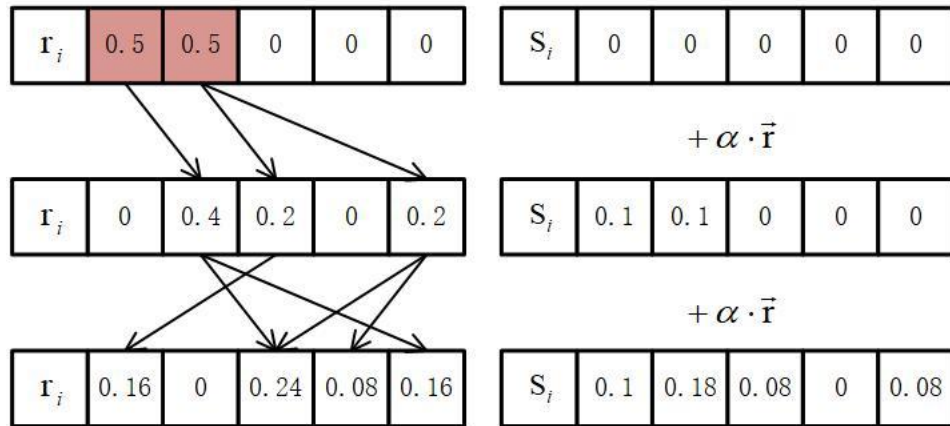 r_i 0.5 0.5 0 0 0 S_i 0 0 0 0 0
+ α · r⃗
r_i 0 0.4 0.2 0 0.2 S_i 0.1 0.1 0 0 0
+ α · r⃗
r_i 0.16 0 0.24 0.08 0.16 S_i 0.1 0.18 0.08 0 0.08